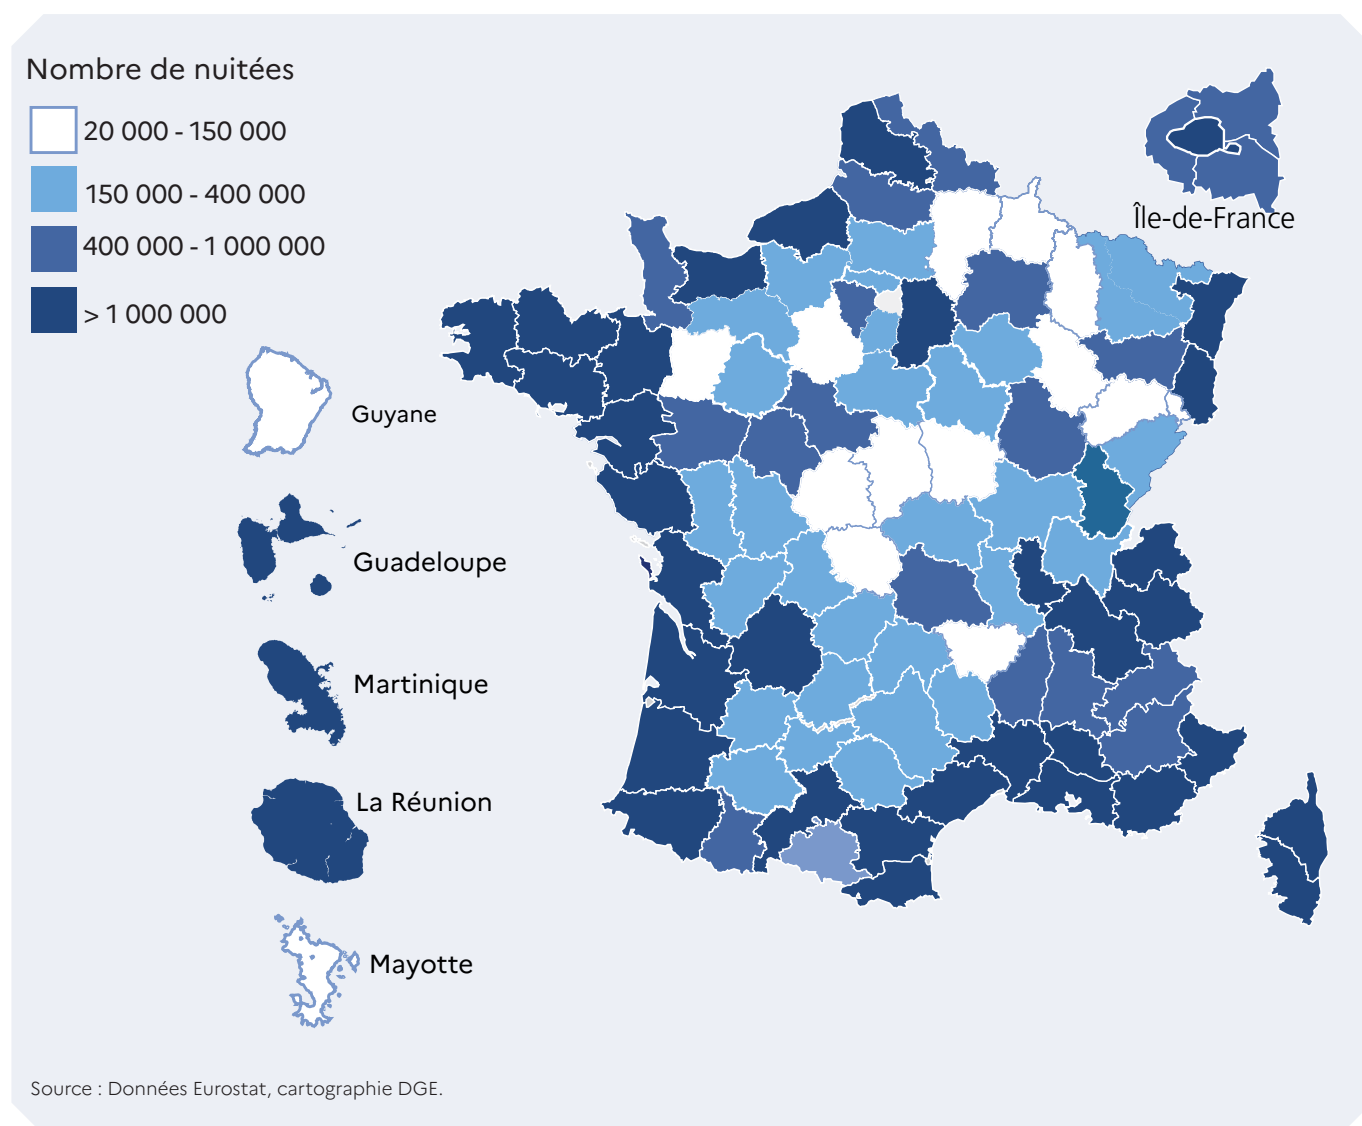 Nombre de nuitées
20 000 - 150 000
150 000 - 400 000
400 000 - 1 000 000
> 1 000 000
Île-de-France
Guyane
Guadeloupe
Martinique
La Réunion
Mayotte
Source : Données Eurostat, cartographie DGE.